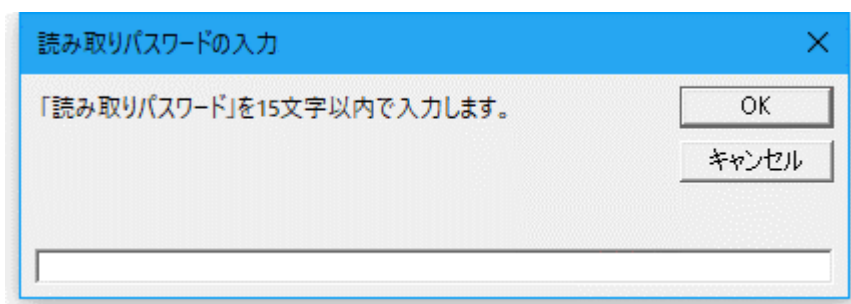 読み取りパスワードの入力
「読み取りパスワード」を15文字以内で入力します。
OK
キャンセル